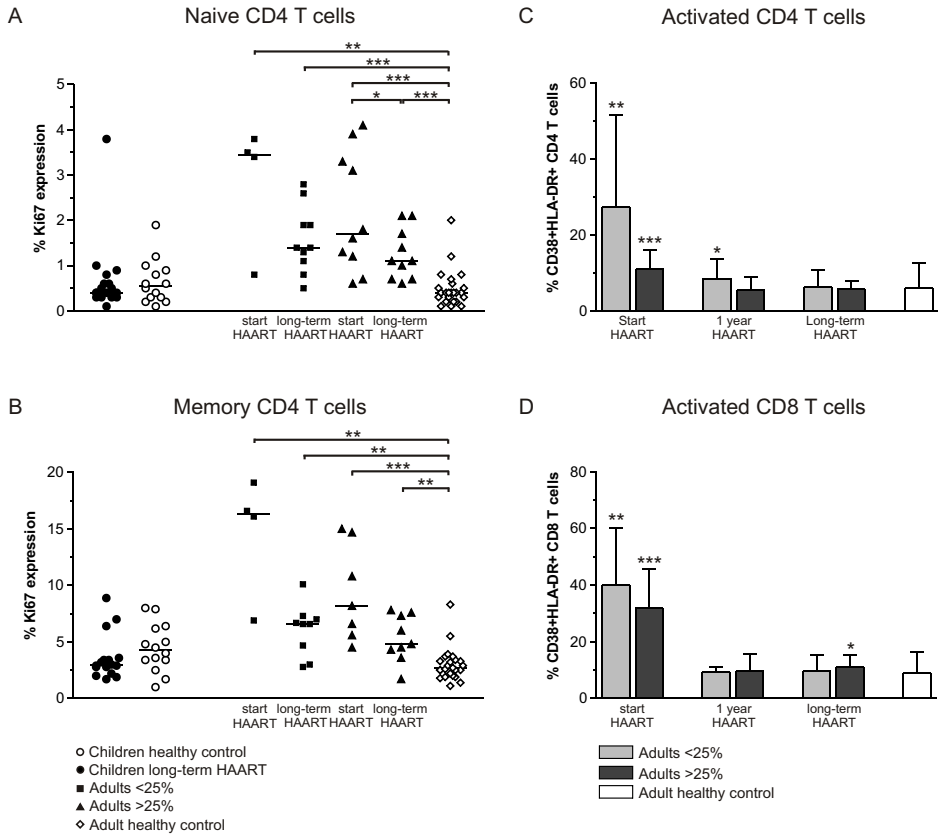 A
Naive CD4 T cells
**
***
***
*
***
5
4
3
2
1
0
% Ki67 expression
start HAART
long-term HAART
start HAART
long-term HAART
C
Activated CD4 T cells
60
40
20
0
% CD38+HLA-DR+ CD4 T cells
**
***
*
Start HAART
1 year HAART
Long-term HAART
B
Memory CD4 T cells
**
**
***
**
20
15
10
5
0
% Ki67 expression
start HAART
long-term HAART
start HAART
long-term HAART
Children healthy control
Children long-term HAART
Adults <25%
Adults >25%
Adult healthy control
D
Activated CD8 T cells
80
60
40
20
0
% CD38+HLA-DR+ CD8 T cells
**
***
*
start HAART
1 year HAART
long-term HAART
Adults <25%
Adults >25%
Adult healthy control